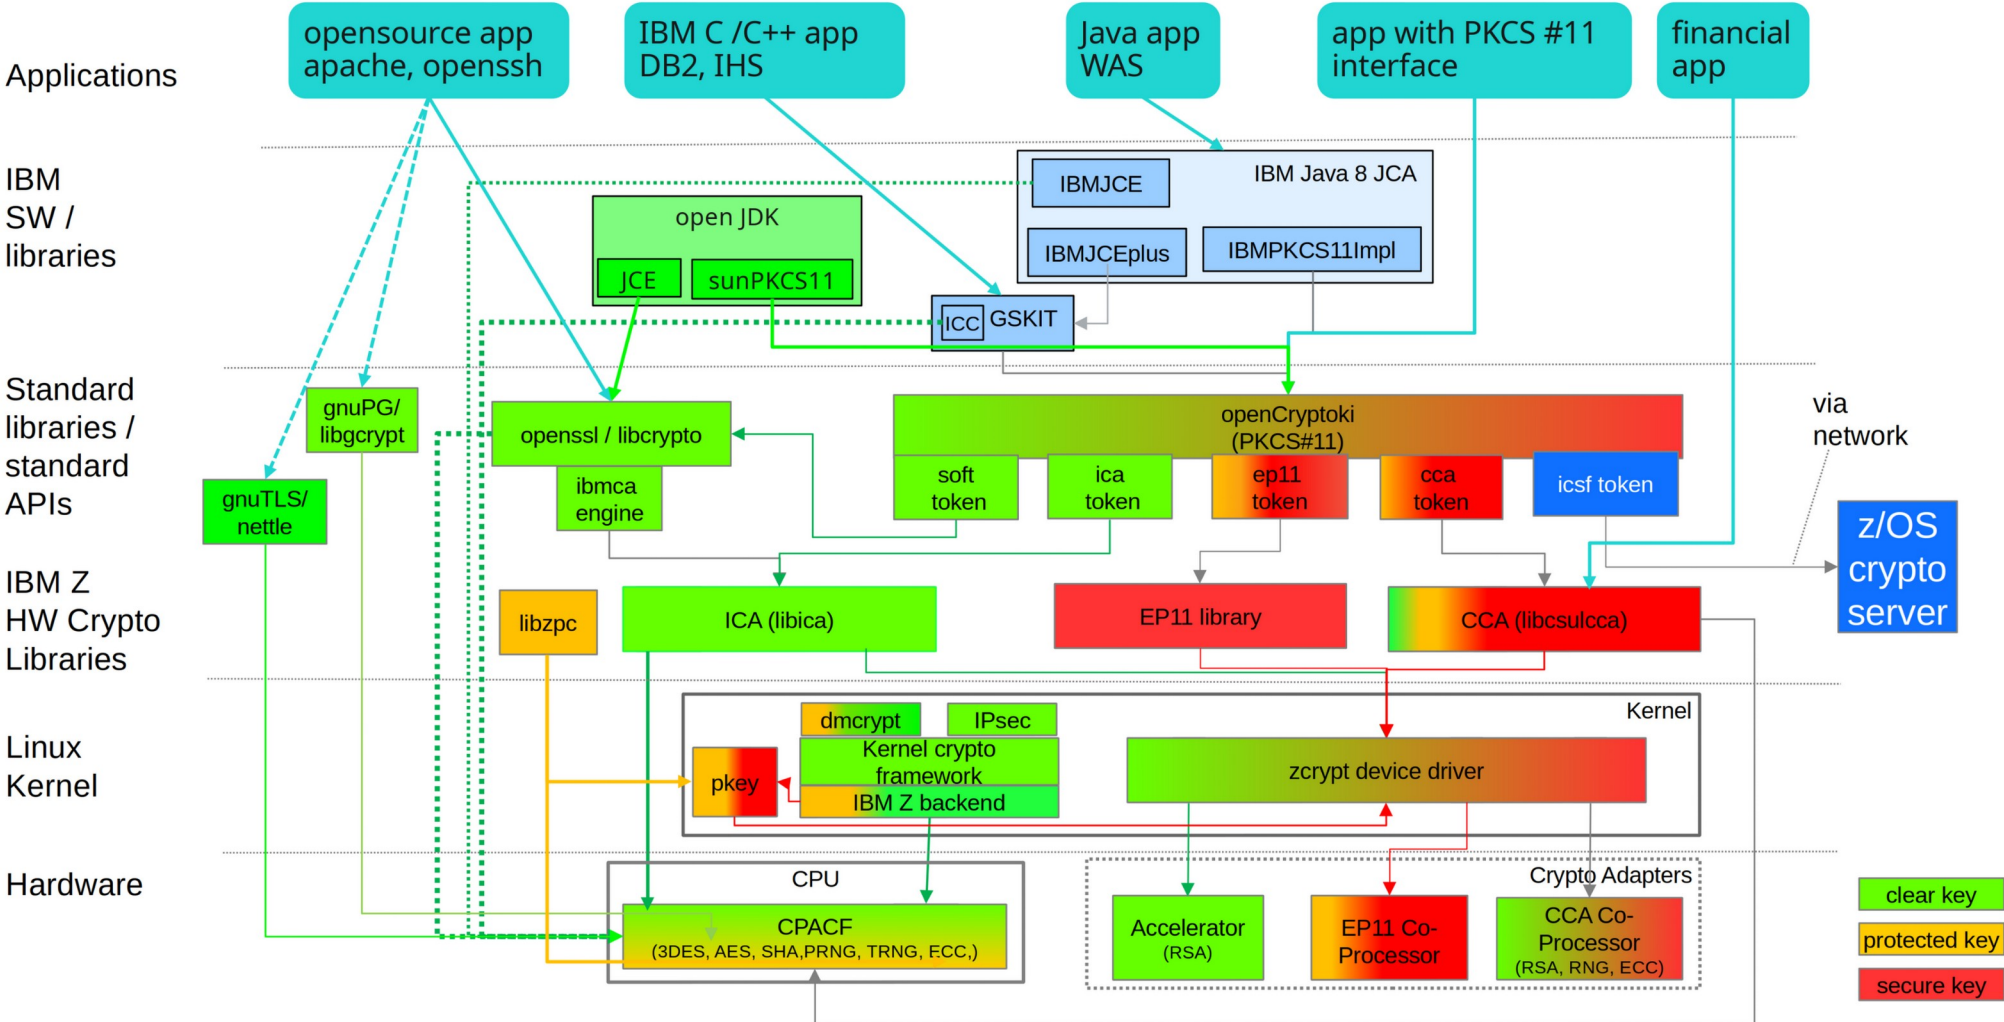 Applications
opensource app
apache, openssh
IBM C /C++ app
DB2, IHS
Java app
WAS
app with PKCS #11
interface
financial
app
IBM
SW /
libraries
IBMJCE
IBM Java 8 JCA
IBMJCEplus
IBMPKCS11Impl
open JDK
JCE
sunPKCS11
ICC
GSKIT
Standard
libraries /
standard
APIs
gnuPG/
libgcrypt
gnuTLS/
nettle
openssl / libcrypto
ibmca
engine
openCryptoki
(PKCS#11)
soft
token
ica
token
ep11
token
cca
token
icsf token
via
network
z/OS
crypto
server
IBM Z
HW Crypto
Libraries
libzpc
ICA (libica)
EP11 library
CCA (libcsulcca)
Linux
Kernel
Kernel
dmcrypt
IPsec
Kernel crypto
framework
IBM Z backend
pkey
zcrypt device driver
Hardware
CPU
CPACF
(3DES, AES, SHA,PRNG, TRNG, ECC,)
Crypto Adapters
Accelerator
(RSA)
EP11 Co-
Processor
CCA Co-
Processor
(RSA, RNG, ECC)
clear key
protected key
secure key